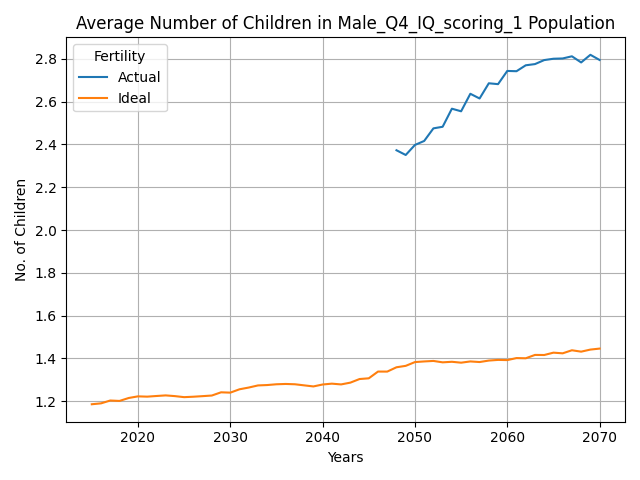 Average Number of Children in Male_Q4_IQ_scoring_1 Population
Fertility
Actual
Ideal
No. of Children
2.8
2.6
2.4
2.2
2.0
1.8
1.6
1.4
1.2
2020 2030 2040 2050 2060 2070
Years